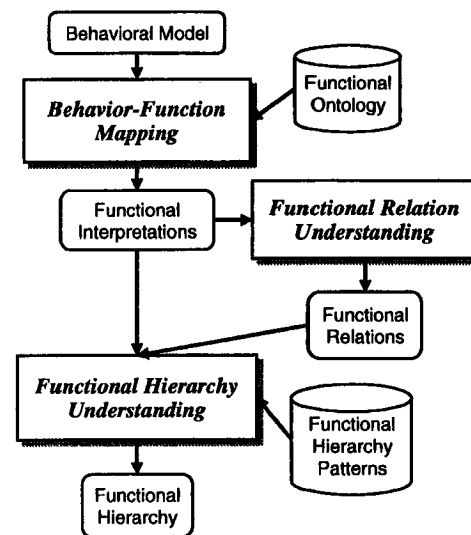 Behavioral Model
Behavior-Function
Mapping
Functional
Ontology
Functional
Interpretations
Functional Relation
Understanding
Functional
Relations
Functional Hierarchy
Understanding
Functional
Hierarchy
Patterns
Functional
Hierarchy